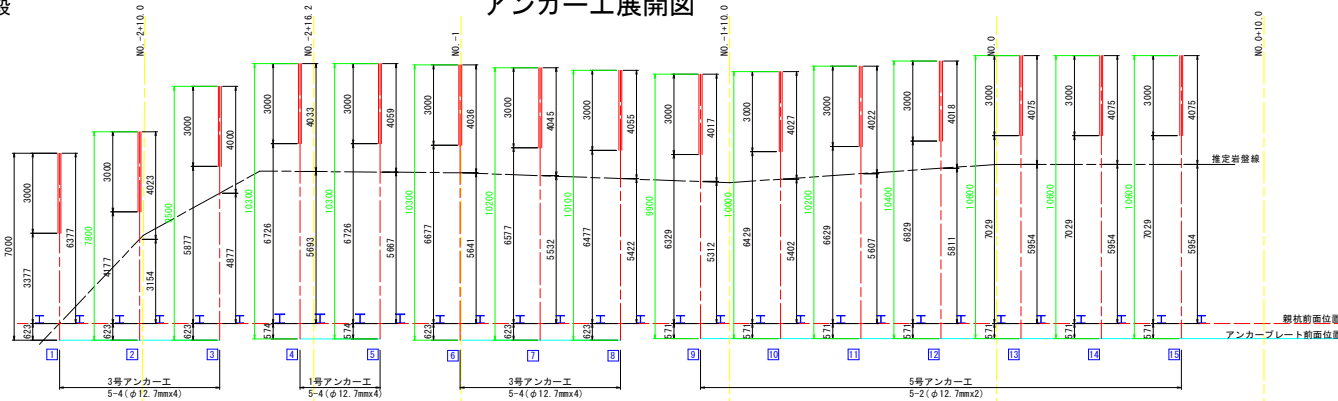 段
アンカー工展開図
NO.-2+10.0
NO.-2+16.2
NO.-1
NO.-1+10.0
NO.0
NO.0+10.0
7000 3000 3377 623 6377
7800 3000 4177 623 4023 3154
3000 5877 623 4000 4877
10300 3000 6726 574 4033 5693
10300 3000 6726 574 4059 5667
10300 3000 6677 623 4036 5641
10200 3000 6577 623 4045 5532
10100 3000 6477 623 4055 5422
9900 3000 6329 571 4017 5312
10000 3000 6429 571 4027 5402
10200 3000 6629 571 4022 5607
10400 3000 6829 571 4018 5811
10600 3000 7029 571 4075 5954
10600 3000 7029 571 4075 5954
10600 3000 7029 571 4075 5954
推定岩盤線
親杭前面位置
アンカープレート前面位置
1 2 3 4 5 6 7 8 9 10 11 12 13 14 15
3号アンカー工
5-4(φ12.7mmx4)
1号アンカー工
5-4(φ12.7mmx4)
3号アンカー工
5-4(φ12.7mmx4)
5号アンカー工
5-2(φ12.7mmx2)